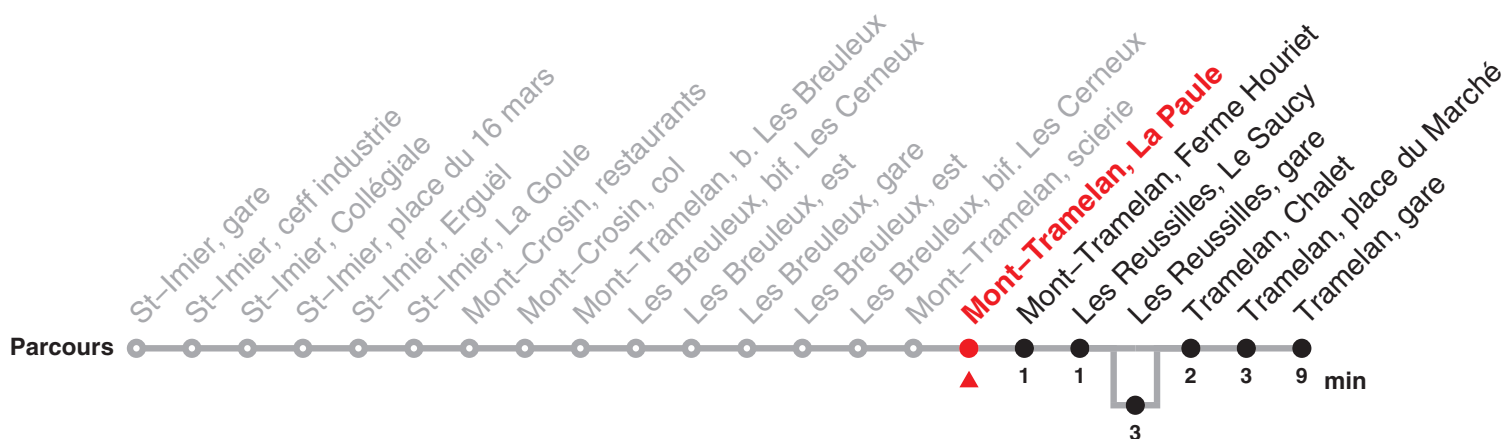 St–Imier, gare
St–Imier, ceff industrie
St–Imier, Collégiale
St–Imier, place du 16 mars
St–Imier, Erguël
St–Imier, La Goule
Mont–Crosin, restaurants
Mont–Crosin, col
Mont–Tramelan, b. Les Breuleux
Les Breuleux, bif. Les Cerneux
Les Breuleux, est
Les Breuleux, gare
Les Breuleux, est
Les Breuleux, bif. Les Cerneux
Mont–Tramelan, scierie
Mont–Tramelan, La Paule
Mont–Tramelan, Ferme Houriet
Les Reussilles, Le Saucy
Les Reussilles, gare
Tramelan, Chalet
Tramelan, place du Marché
Tramelan, gare
Parcours
1 1 2 3 9 min
3